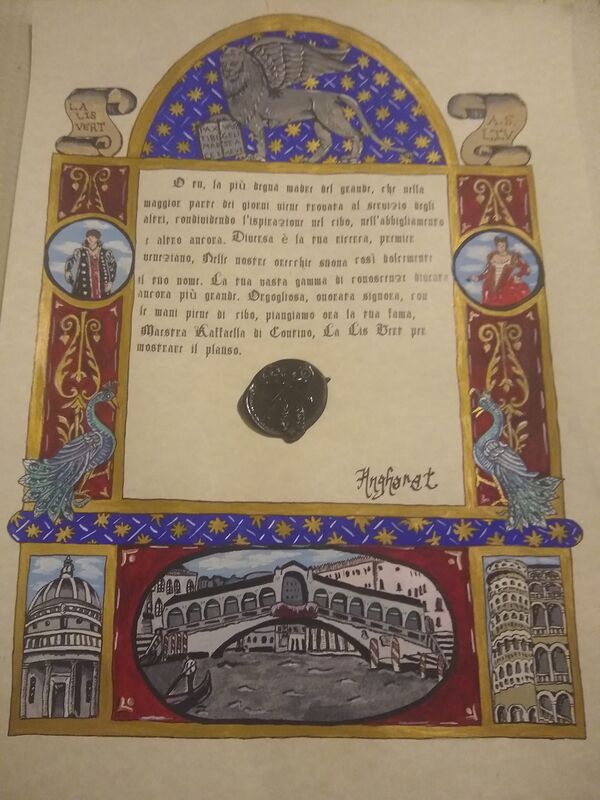 LA
LIS
VERT
A.S.
LIV
PAX
O tu, la più degna madre del grande, che nella
maggior parte dei giorni viene trovata al servizio degli
altri, condividendo l'ispirazione nel cibo, nell'abbigliamento
e altro ancora. Diversa è la tua ricerca, premier
veneziano, Nelle nostre orecchie suona così dolcemente
il tuo nome. La tua vasta gamma di conoscenze diventa
ancora più grande. Orgogliosa, onorata signora, con
le mani piene di cibo, piangiamo ora la tua fama,
Maestra Raffaella di Contino, La Lis Vert per
mostrare il plauso.
Angharat